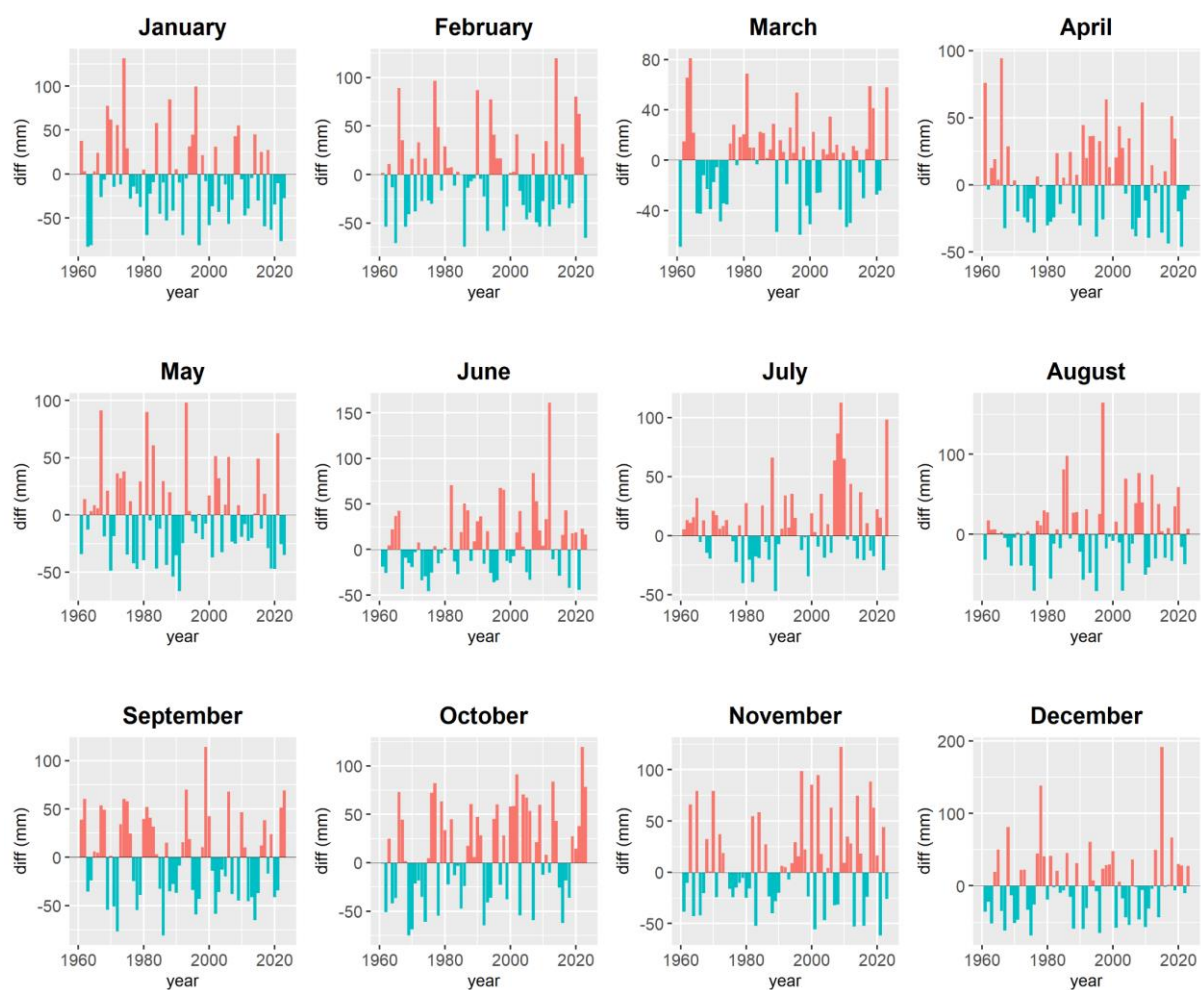 January February March April
diff (mm) 100 50 0 -50 1960 1980 2000 2020 year
diff (mm) 100 50 0 -50 1960 1980 2000 2020 year
diff (mm) 80 40 0 -40 1960 1980 2000 2020 year
diff (mm) 100 50 0 -50 1960 1980 2000 2020 year
May June July August
diff (mm) 100 50 0 -50 1960 1980 2000 2020 year
diff (mm) 150 100 50 0 -50 1960 1980 2000 2020 year
diff (mm) 100 50 0 -50 1960 1980 2000 2020 year
diff (mm) 100 0 1960 1980 2000 2020 year
September October November December
diff (mm) 100 50 0 -50 1960 1980 2000 2020 year
diff (mm) 100 50 0 -50 1960 1980 2000 2020 year
diff (mm) 100 50 0 -50 1960 1980 2000 2020 year
diff (mm) 200 100 0 1960 1980 2000 2020 year